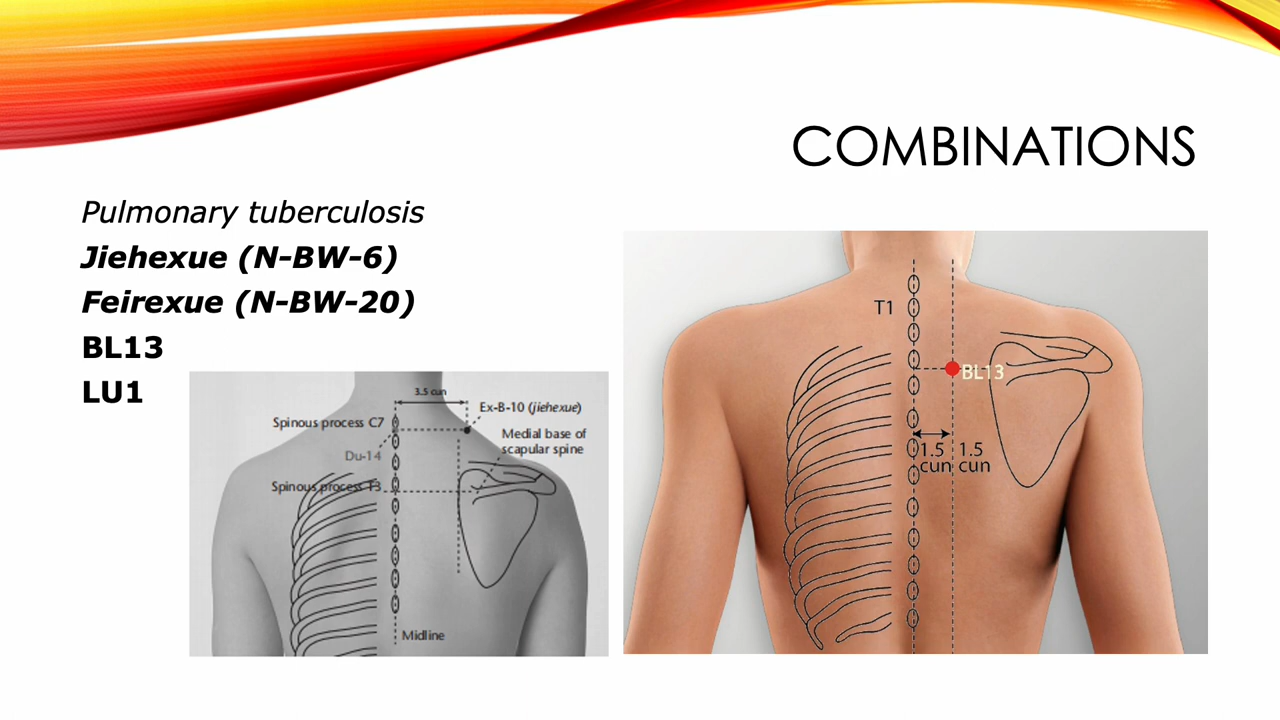 COMBINATIONS
Pulmonary tuberculosis
Jiehexue (N-BW-6)
Feirexue (N-BW-20)
BL13
LU1
3.5 cun
Spinous process C7
Ex-B-10 (jiehexue)
Medial base of
scapular spine
Du-14
Spinous process T3
Midline
T1
BL13
1.5 1.5
cun cun